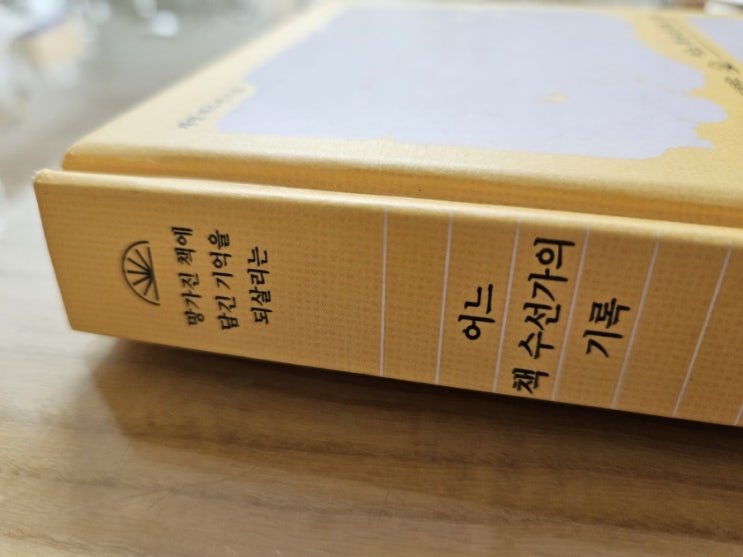 망가진 책에
담긴 기억을
되살리는
어느
책 수선가의
기록